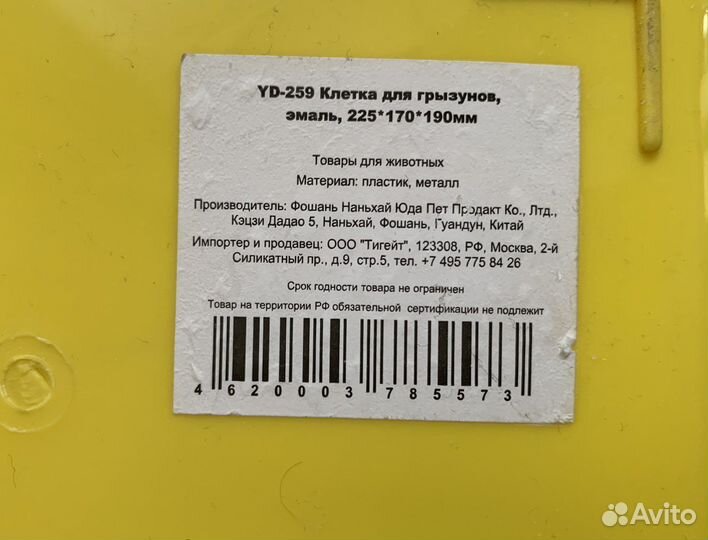 YD-259 Клетка для грызунов,
эмаль, 225*170*190мм
Товары для животных
Материал: пластик, металл
Производитель: Фошань Наньхай Юда Пет Продакт Ко., Лтд.,
Кэцзи Дадао 5, Наньхай, Фошань, Гуандун, Китай
Импортер и продавец: ООО "Тигейт", 123308, РФ, Москва, 2-й
Силикатный пр., д.9, стр.5, тел. +7 495 775 84 26
Срок годности товара не ограничен
Товар на территории РФ обязательной сертификации не подлежит
4620003785573
Avito